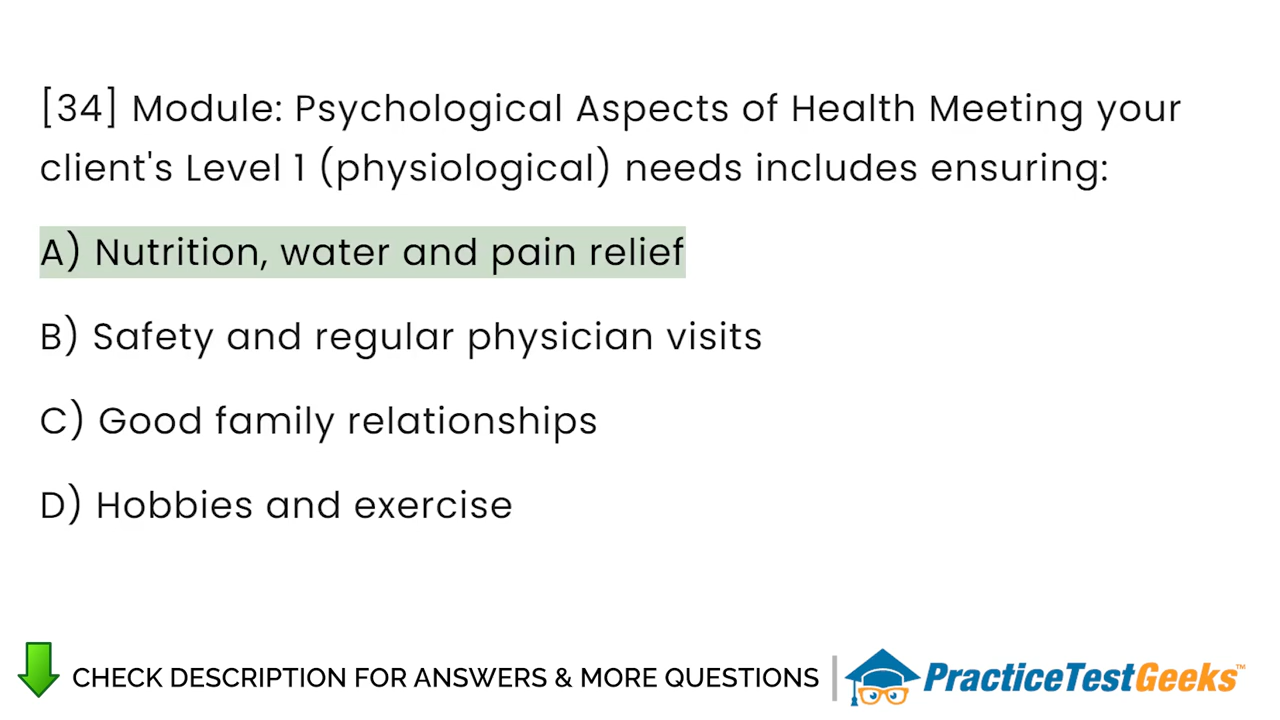 [34] Module: Psychological Aspects of Health Meeting your
client's Level 1 (physiological) needs includes ensuring:
A) Nutrition, water and pain relief
B) Safety and regular physician visits
C) Good family relationships
D) Hobbies and exercise
CHECK DESCRIPTION FOR ANSWERS & MORE QUESTIONS
PracticeTestGeeks™